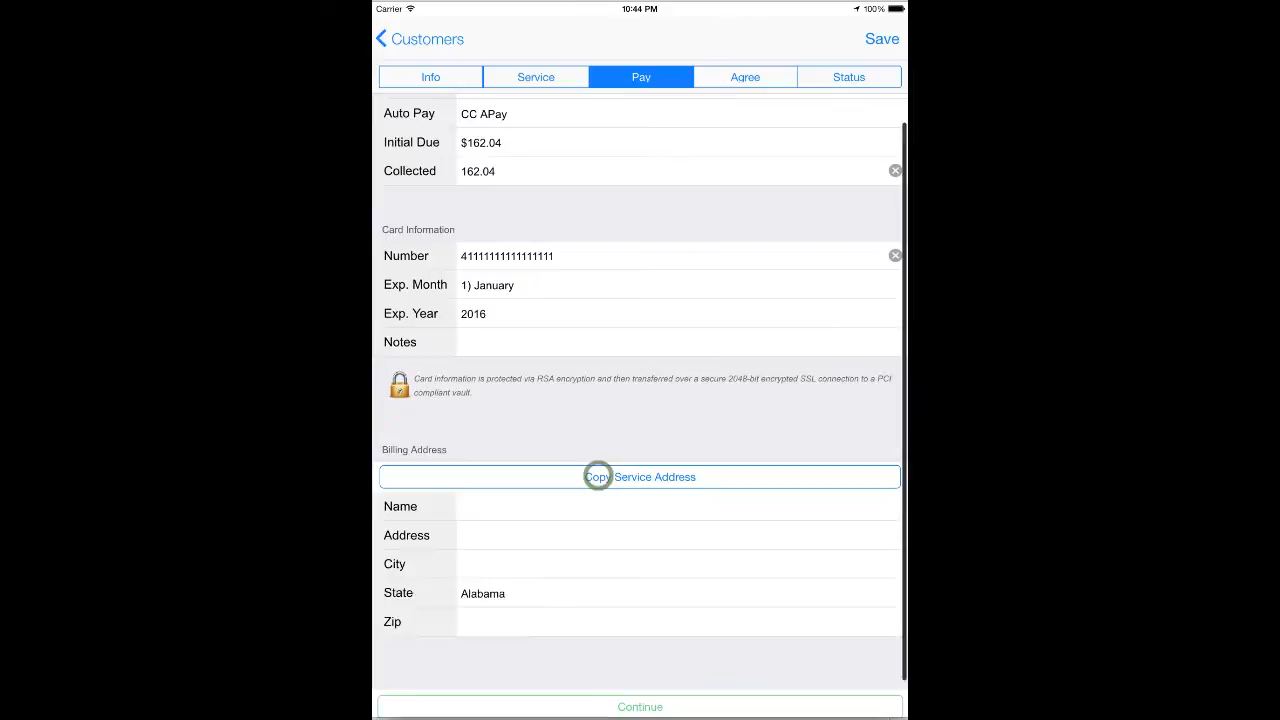 Carrier 10:44 PM 100%
Customers Save
Info Service Pay Agree Status
Auto Pay CC APay
Initial Due $162.04
Collected 162.04
Card Information
Number 4111111111111111
Exp. Month 1) January
Exp. Year 2016
Notes
Card information is protected via RSA encryption and then transferred over a secure 2048-bit encrypted SSL connection to a PCI
compliant vault.
Billing Address
Copy Service Address
Name
Address
City
State Alabama
Zip
Continue